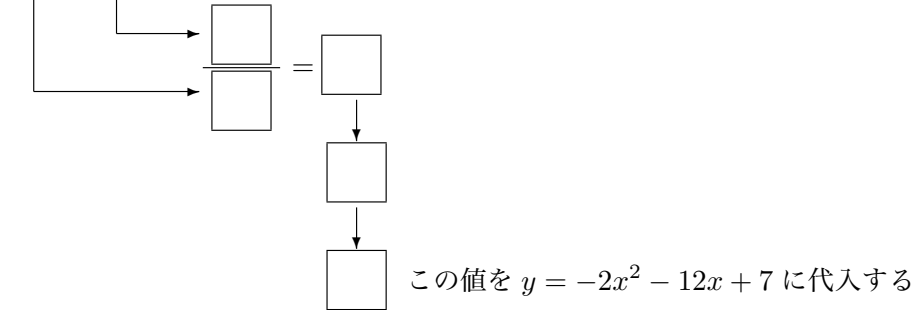 =
この値を y = −2x² − 12x + 7 に代入する